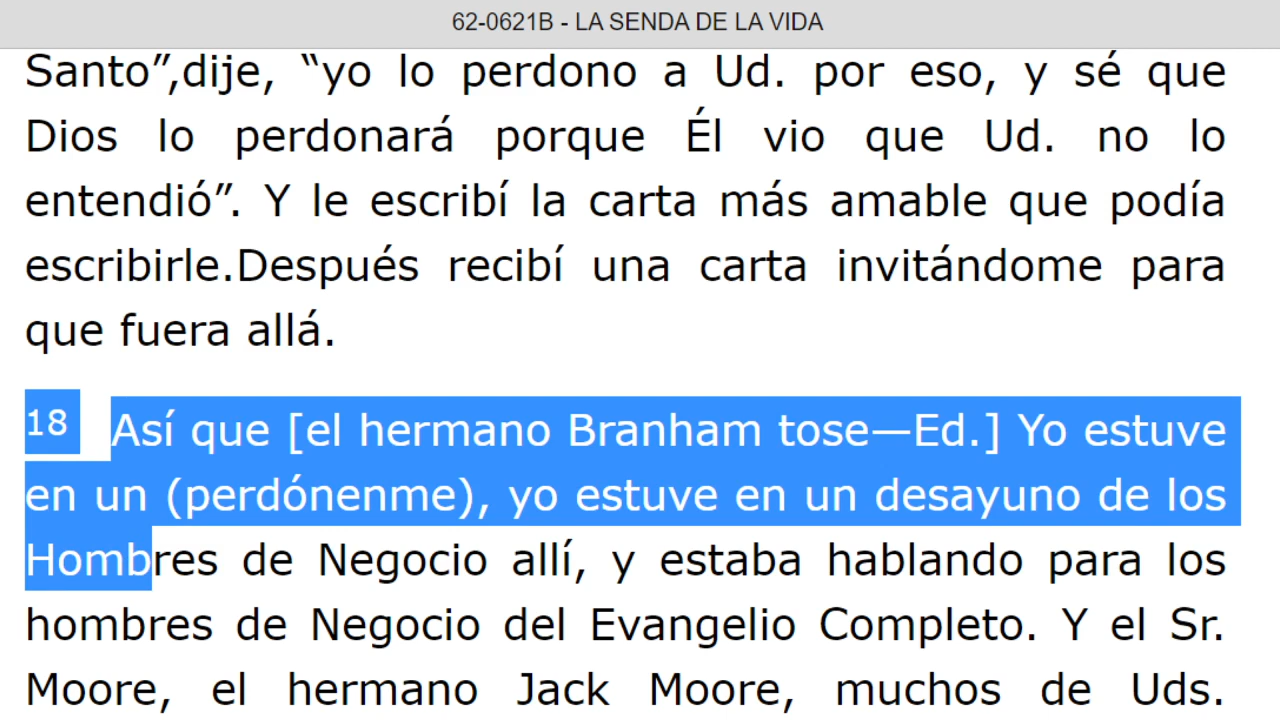 62-0621B - LA SENDA DE LA VIDA
Santo”,dije, “yo lo perdono a Ud. por eso, y sé que
Dios lo perdonará porque Él vio que Ud. no lo
entendió”. Y le escribí la carta más amable que podía
escribirle.Después recibí una carta invitándome para
que fuera allá.
18 Así que [el hermano Branham tose—Ed.] Yo estuve
en un (perdónenme), yo estuve en un desayuno de los
Hombres de Negocio allí, y estaba hablando para los
hombres de Negocio del Evangelio Completo. Y el Sr.
Moore, el hermano Jack Moore, muchos de Uds.